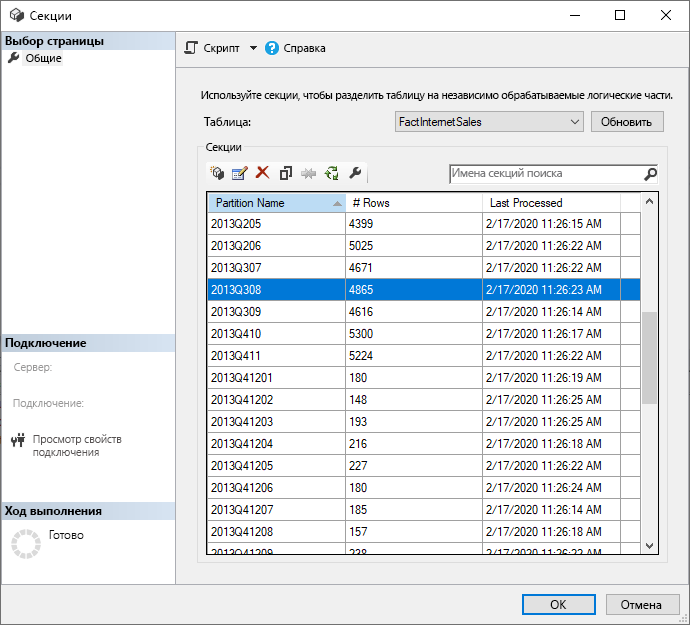 Секции
Выбор страницы
Общие
Скрипт
Справка
Используйте секции, чтобы разделить таблицу на независимо обрабатываемые логические части.
Таблица:
FactInternetSales
Обновить
Секции
Имена секций поиска
Partition Name # Rows Last Processed
2013Q205 4399 2/17/2020 11:26:15 AM
2013Q206 5025 2/17/2020 11:26:22 AM
2013Q307 4671 2/17/2020 11:26:22 AM
2013Q308 4865 2/17/2020 11:26:23 AM
2013Q309 4616 2/17/2020 11:26:14 AM
2013Q410 5300 2/17/2020 11:26:17 AM
2013Q411 5224 2/17/2020 11:26:22 AM
2013Q41201 180 2/17/2020 11:26:19 AM
2013Q41202 148 2/17/2020 11:26:25 AM
2013Q41203 193 2/17/2020 11:26:25 AM
2013Q41204 216 2/17/2020 11:26:18 AM
2013Q41205 227 2/17/2020 11:26:22 AM
2013Q41206 180 2/17/2020 11:26:24 AM
2013Q41207 185 2/17/2020 11:26:14 AM
2013Q41208 157 2/17/2020 11:26:18 AM
2013Q41209 238 2/17/2020 11:26:22 AM
Подключение
Сервер:
Подключение:
Просмотр свойств
подключения
Ход выполнения
Готово
ОК
Отмена